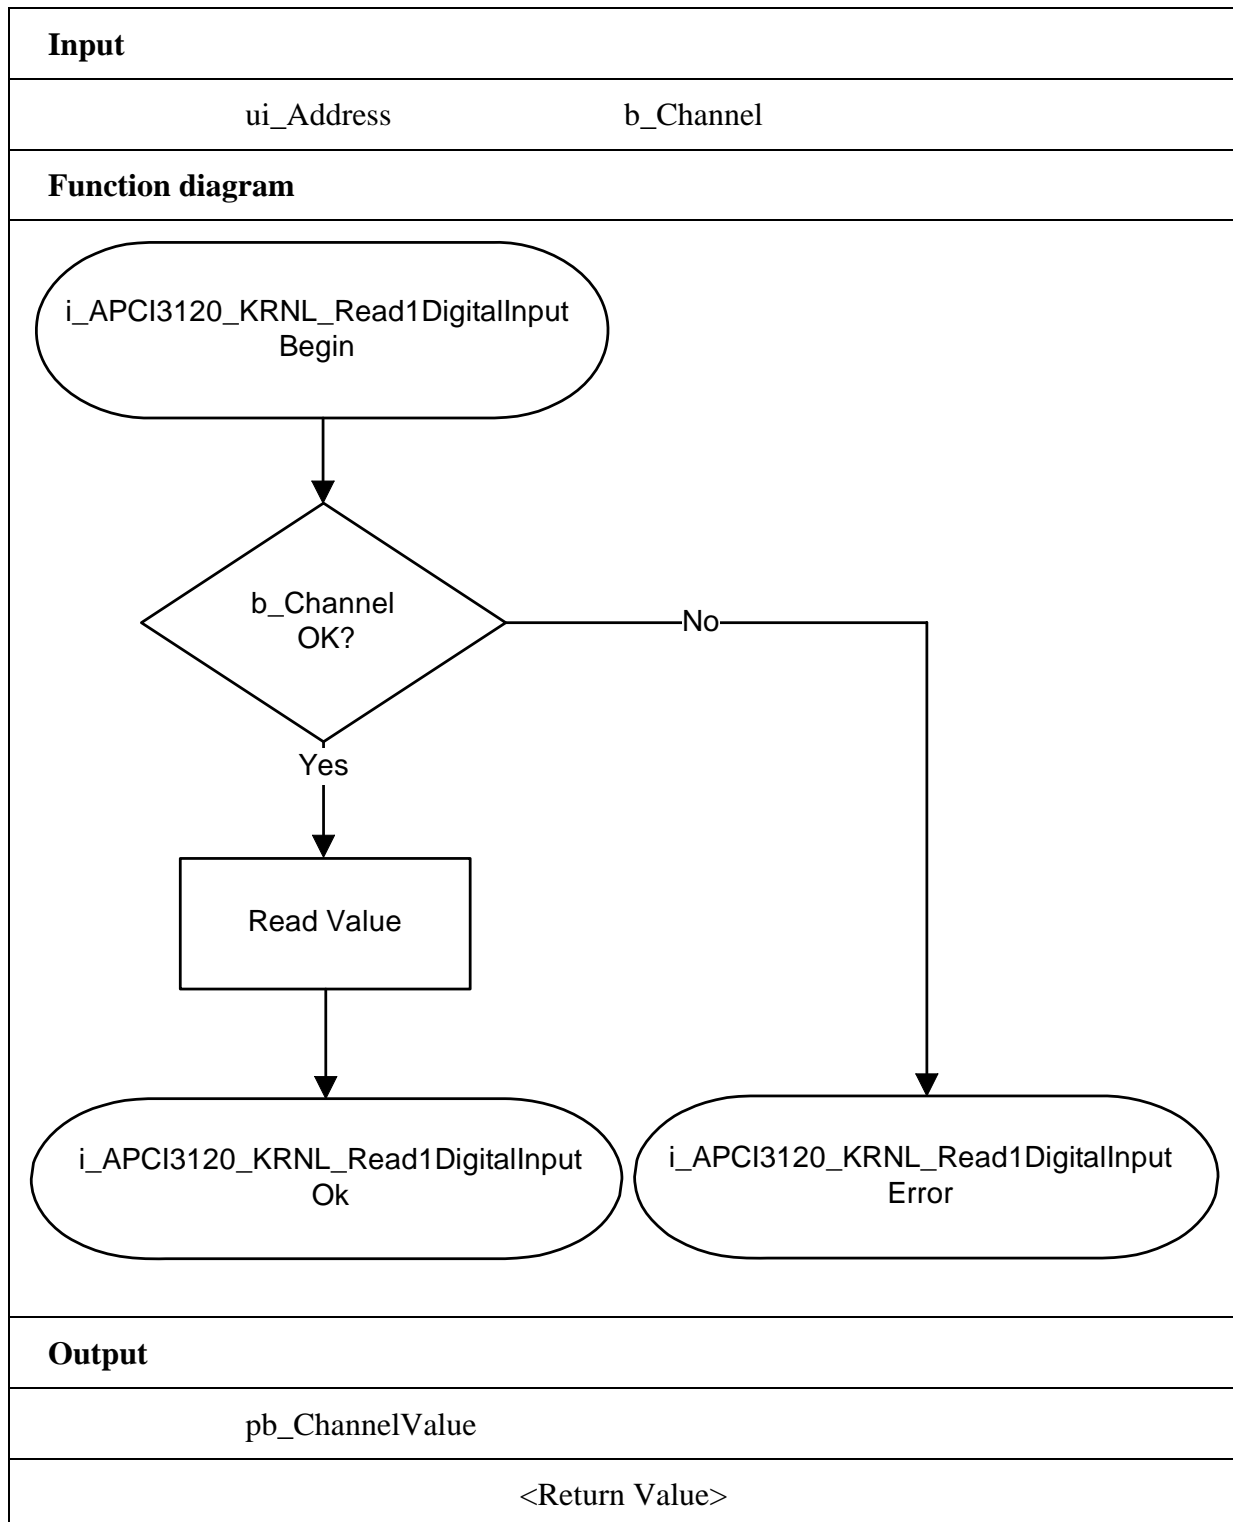 Input
ui_Address b_Channel
Function diagram
i_APCI3120_KRNL_Read1DigitalInput
Begin
b_Channel
OK?
No
Yes
Read Value
i_APCI3120_KRNL_Read1DigitalInput
Ok
i_APCI3120_KRNL_Read1DigitalInput
Error
Output
pb_ChannelValue
<Return Value>